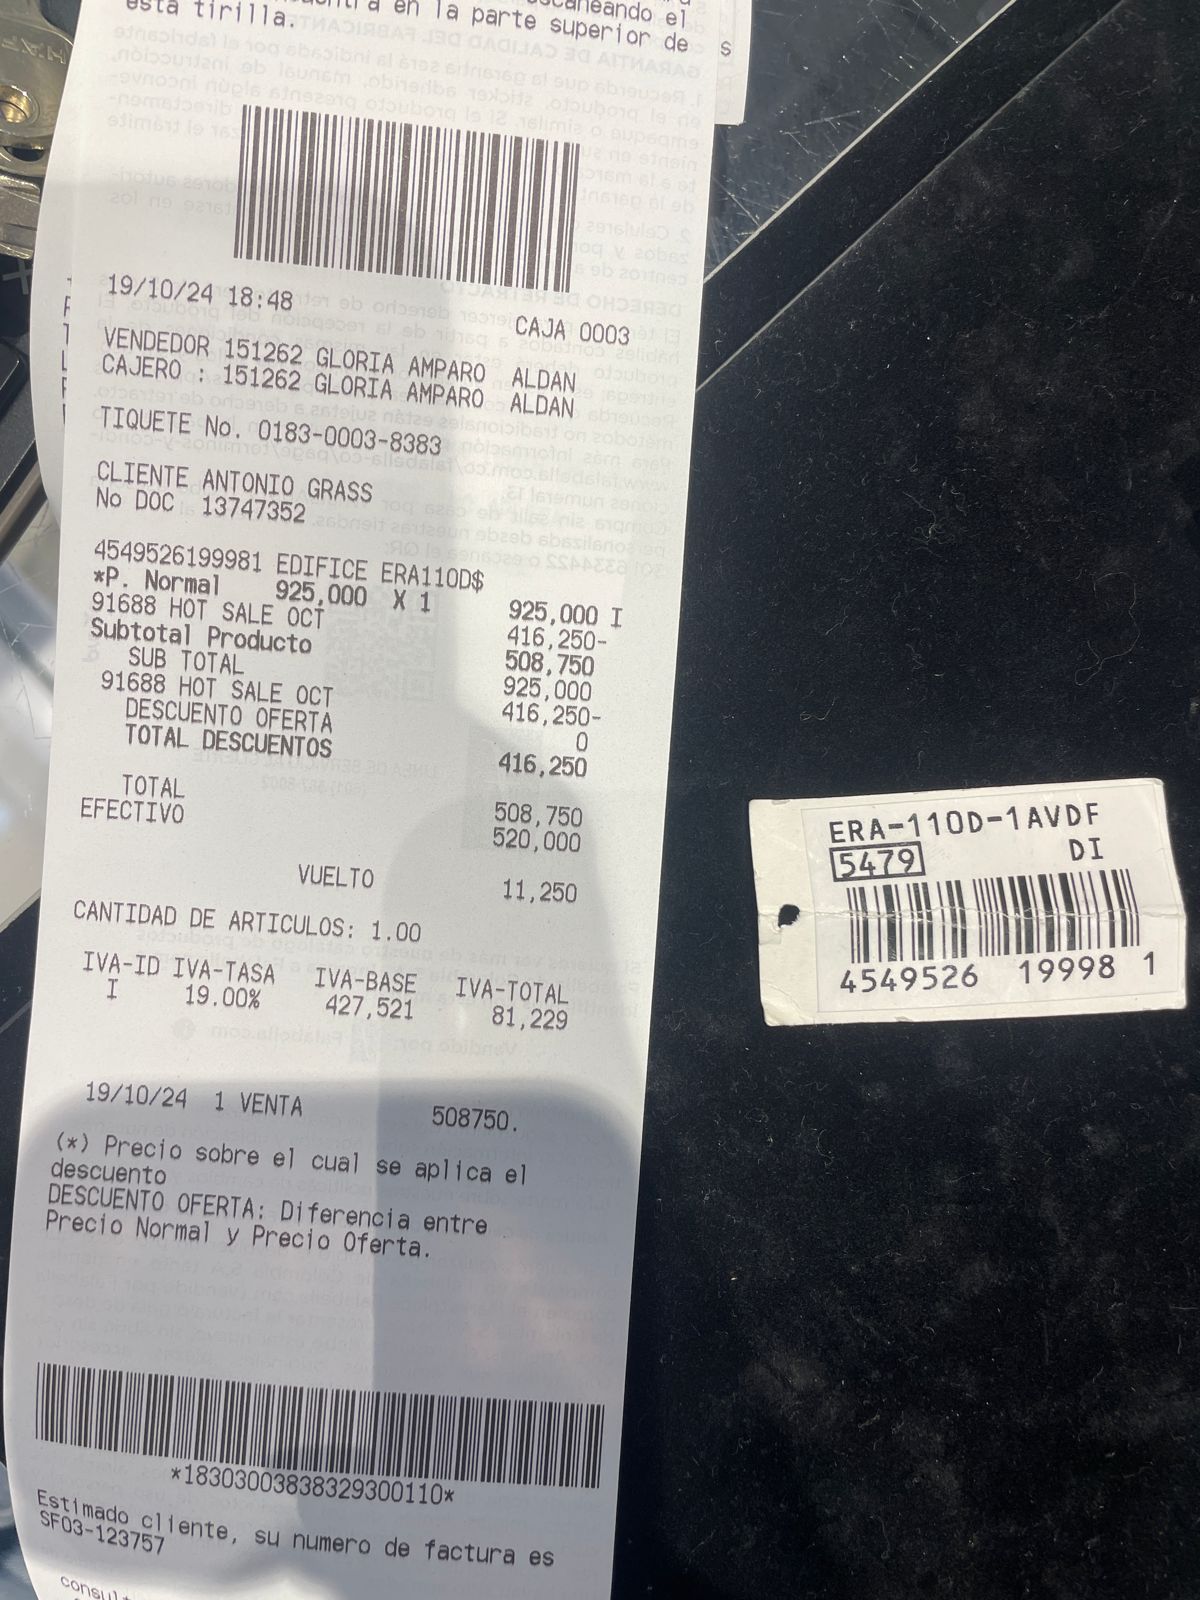 escaneando el
en la parte superior de
esta tirilla.
19/10/24 18:48
CAJA 0003
VENDEDOR 151262 GLORIA AMPARO ALDAN
CAJERO : 151262 GLORIA AMPARO ALDAN
TIQUETE No. 0183-0003-8383
CLIENTE ANTONIO GRASS
No DOC 13747352
4549526199981 EDIFICE ERA110D$
*P. Normal 925,000 X 1 925,000 I
91688 HOT SALE OCT 416,250-
Subtotal Producto 508,750
SUB TOTAL 925,000
91688 HOT SALE OCT 416,250-
DESCUENTO OFERTA 0
TOTAL DESCUENTOS 416,250
TOTAL 508,750
EFECTIVO 520,000
VUELTO 11,250
CANTIDAD DE ARTICULOS: 1.00
IVA-ID IVA-TASA IVA-BASE IVA-TOTAL
I 19.00% 427,521 81,229
19/10/24 1 VENTA 508750.
(*) Precio sobre el cual se aplica el
descuento
DESCUENTO OFERTA: Diferencia entre
Precio Normal y Precio Oferta.
*18303003838329300110*
Estimado cliente, su numero de factura es
SF03-123757
ERA-110D-1AVDF
5479 DI
4549526 19998 1